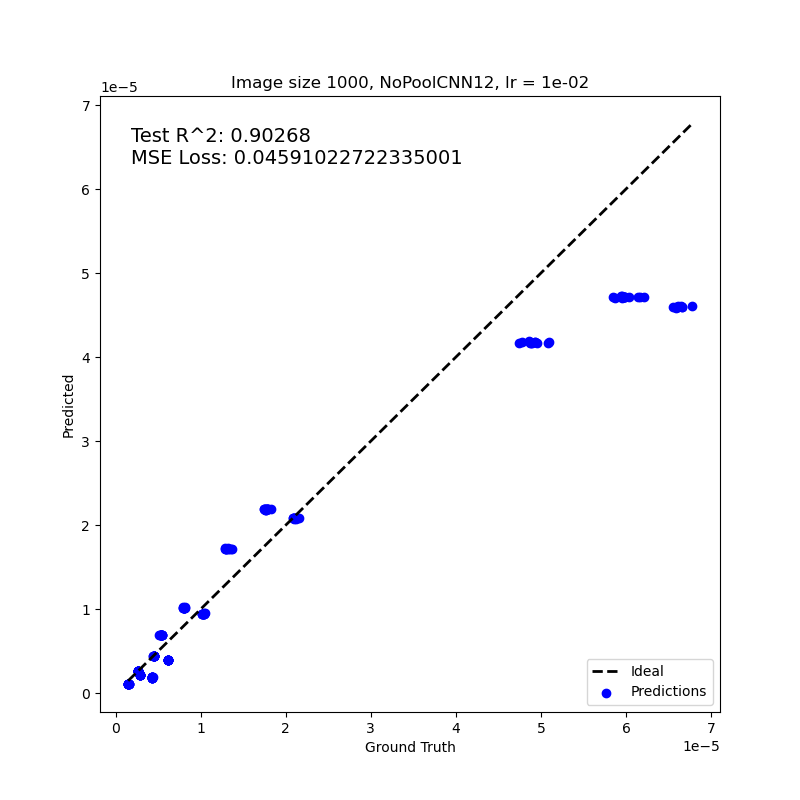 Image size 1000, NoPoolCNN12, lr = 1e-02
1e−5
7
6
5
4
3
2
1
0
Predicted
Test R^2: 0.90268
MSE Loss: 0.04591022722335001
Ideal
Predictions
0 1 2 3 4 5 6 7
Ground Truth
1e−5